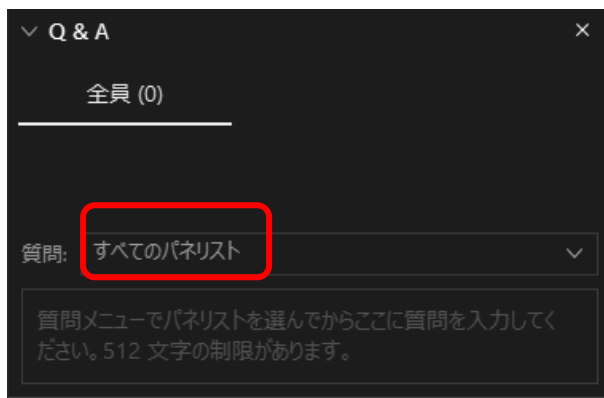 Q & A
全員 (0)
質問: すべてのパネリスト
質問メニューでパネリストを選んでからここに質問を入力してく
ださい。512 文字の制限があります。